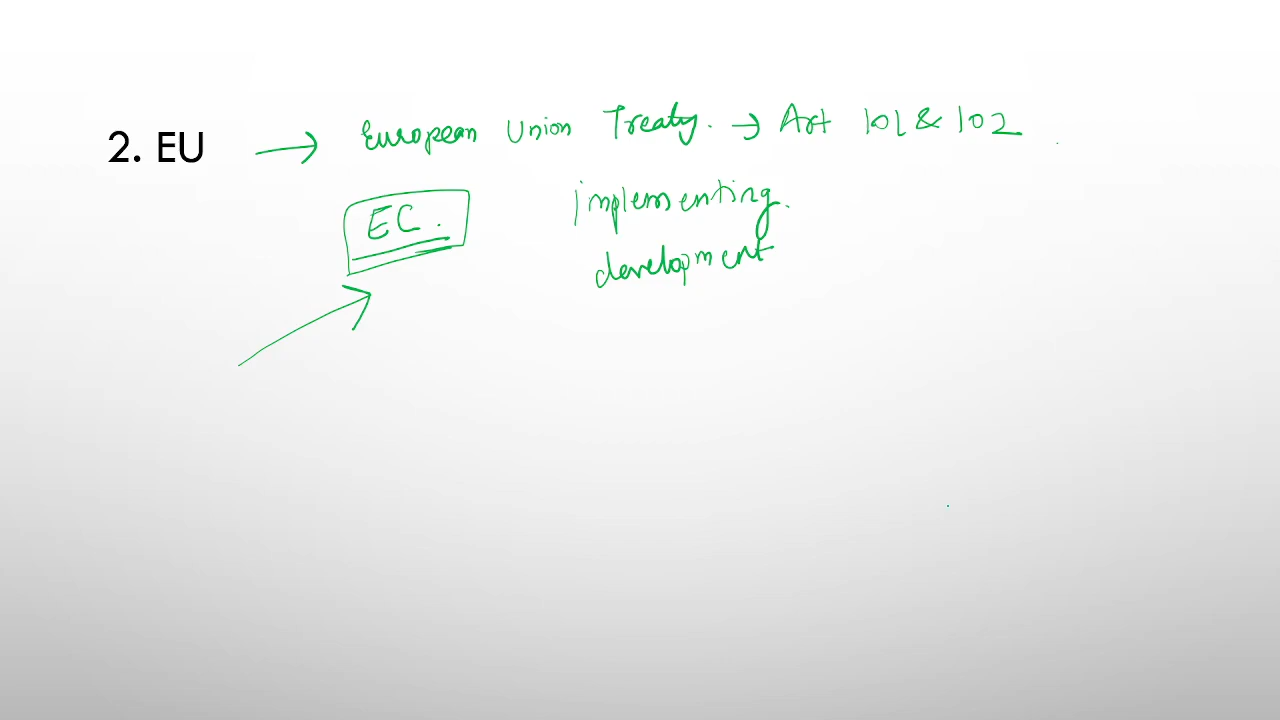 2. EU → European Union Treaty. → Art 101 & 102
EC.
implementing.
development